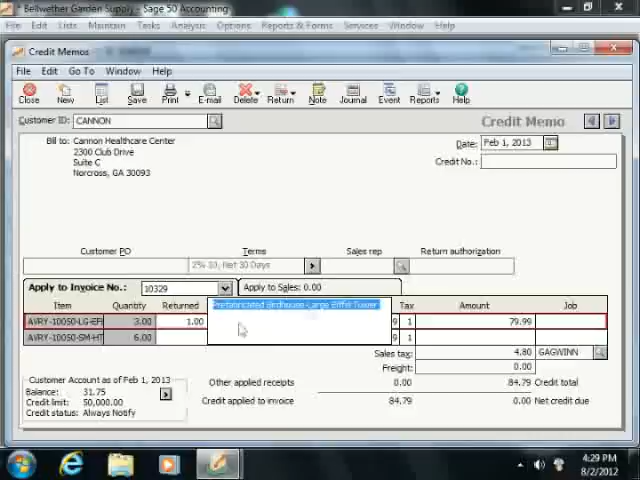 * Bellwether Garden Supply - Sage 50 Accounting
File Edit Lists Maintain Tasks Analysis Options Reports & Forms Services Window Help
Credit Memos
File Edit Go To Window Help
Close New List Save Print E-mail Delete Return Note Journal Event Reports Help
Customer ID: CANNON
Credit Memo
Bill to: Cannon Healthcare Center
2300 Club Drive
Suite C
Norcross, GA 30093
Date: Feb 1, 2013
Credit No.:
Customer PO Terms Sales rep Return authorization
2% 10, Net 30 Days
Apply to Invoice No.: 10329 Apply to Sales: 0.00
Item Quantity Returned Tax Amount Job
Prefabricated Birdhouse-Large Eiffel Tower
AVRY-10050-LG-EF 3.00 1.00 9 1 79.99
AVRY-10050-SM-HT 6.00 9 1
Sales tax: 4.80 GAGWINN
Freight: 0.00
Customer Account as of Feb 1, 2013
Balance: 31.75
Credit limit: 50,000.00
Credit status: Always Notify
Other applied receipts 0.00 84.79 Credit total
Credit applied to invoice 84.79 0.00 Net credit due
4:29 PM
8/2/2012